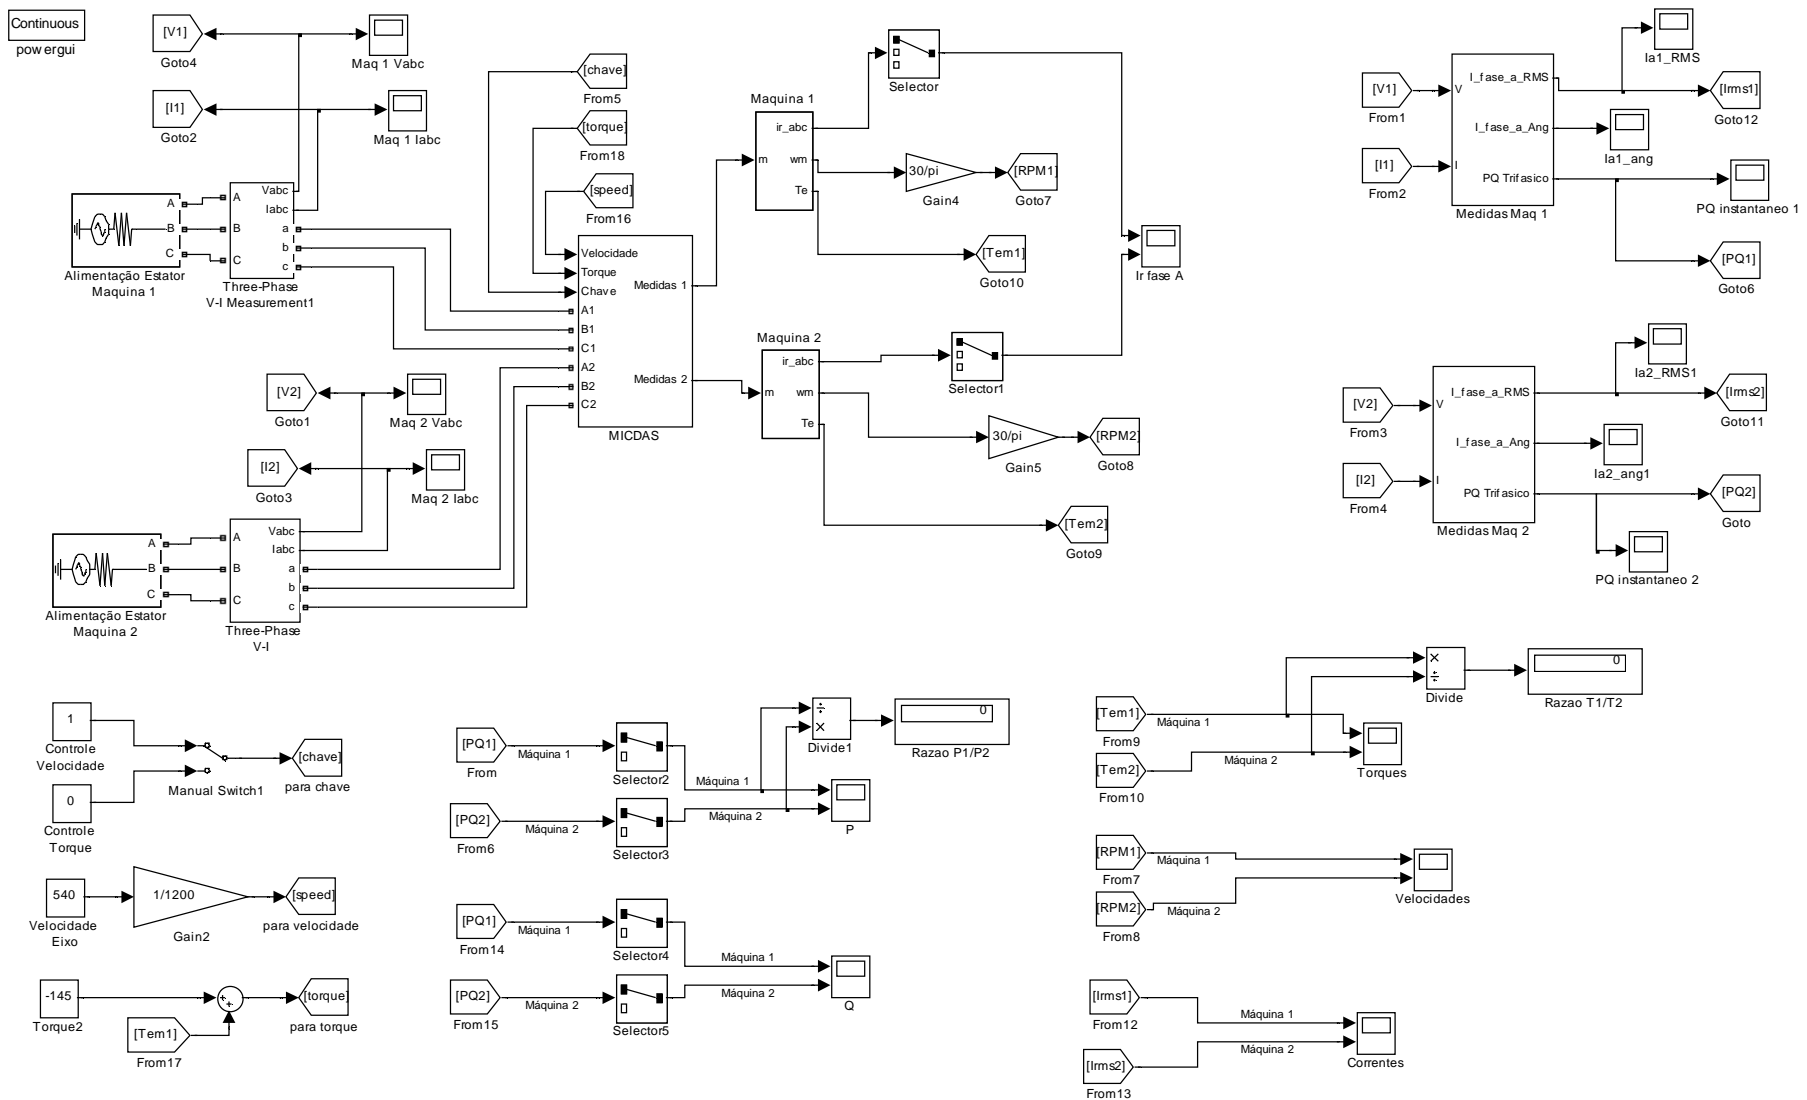 Continuous
powergui
[V1]
Goto4
Maq 1 Vabc
[I1]
Goto2
Maq 1 Iabc
Vabc
Iabc
A
B
C
A
B
C
a
b
c
Alimentação Estator
Maquina 1
Three-Phase
V-I Measurement1
[chave]
From5
[torque]
From18
[speed]
From16
Velocidade
Torque
Chave
A1
B1
C1
A2
B2
C2
Medidas 1
Medidas 2
MICDAS
Selector
Maquina 1
m
ir_abc
wm
Te
30/pi
Gain4
[RPM1]
Goto7
[Tem1]
Goto10
Ir fase A
Maquina 2
m
ir_abc
wm
Te
Selector1
30/pi
Gain5
[RPM2]
Goto8
[Tem2]
Goto9
[V1]
From1
[I1]
From2
V
I
I_fase_a_RMS
I_fase_a_Ang
PQ Trifasico
Medidas Maq 1
Ia1_RMS
[Irms1]
Goto12
Ia1_ang
PQ instantaneo 1
[PQ1]
Goto6
[V2]
From3
[I2]
From4
V
I
I_fase_a_RMS
I_fase_a_Ang
PQ Trifasico
Medidas Maq 2
Ia2_RMS1
[Irms2]
Goto11
Ia2_ang1
[PQ2]
Goto
PQ instantaneo 2
[V2]
Goto1
Maq 2 Vabc
[I2]
Goto3
Maq 2 Iabc
Vabc
Iabc
A
B
C
A
B
C
a
b
c
Alimentação Estator
Maquina 2
Three-Phase
V-I
1
Controle
Velocidade
0
Controle
Torque
Manual Switch1
[chave]
para chave
540
Velocidade
Eixo
1/1200
Gain2
[speed]
para velocidade
-145
Torque2
+
+
[torque]
para torque
[Tem1]
From17
[PQ1]
From
Máquina 1
Selector2
Máquina 1
[PQ2]
From6
Máquina 2
Selector3
Máquina 2
÷
×
Divide1
0
Razao P1/P2
P
[PQ1]
From14
Máquina 1
Selector4
Máquina 1
[PQ2]
From15
Máquina 2
Selector5
Máquina 2
Q
[Tem1]
From9
Máquina 1
[Tem2]
From10
Máquina 2
×
÷
Divide
0
Razao T1/T2
Torques
[RPM1]
From7
Máquina 1
[RPM2]
From8
Máquina 2
Velocidades
[Irms1]
From12
Máquina 1
[Irms2]
From13
Máquina 2
Correntes